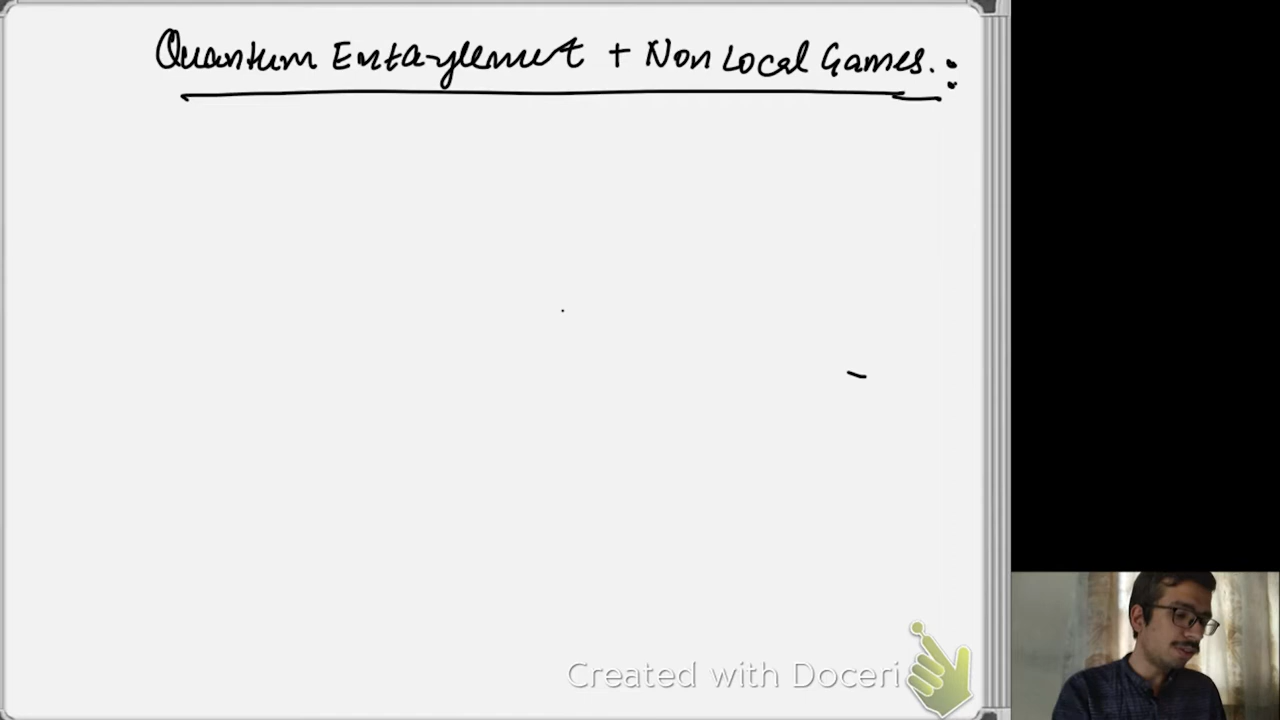 Quantum Entanglement + Non Local Games. :
Created with Doceri